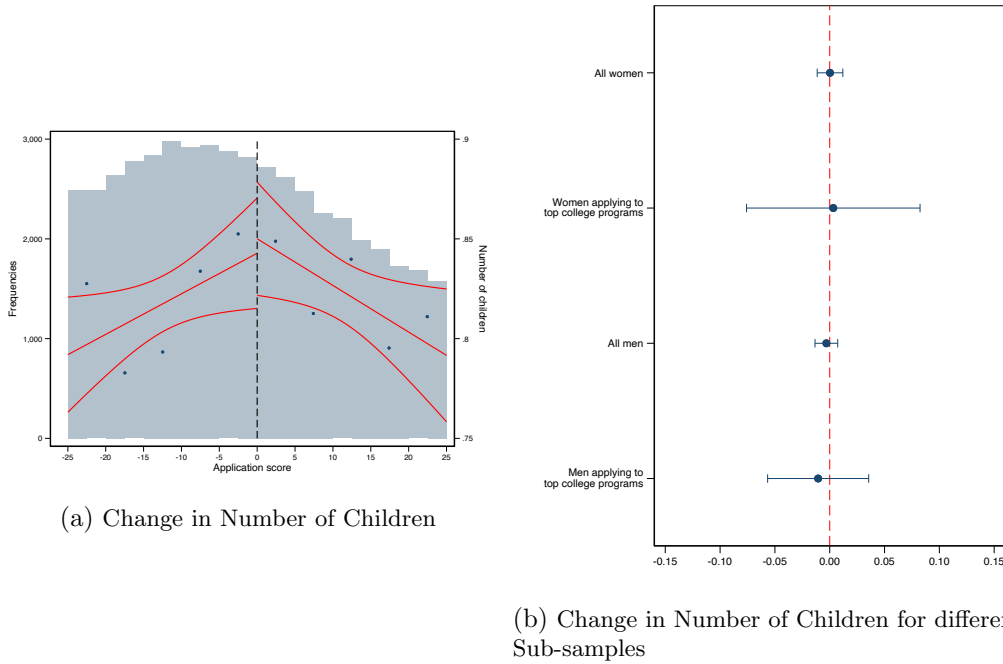 3,000
2,000
1,000
0
Frequencies
.9
.85
.8
.75
Number of children
-25 -20 -15 -10 -5 0 5 10 15 20 25
Application score
(a) Change in Number of Children
All women
Women applying to
top college programs
All men
Men applying to
top college programs
-0.15 -0.10 -0.05 0.00 0.05 0.10 0.15
(b) Change in Number of Children for differen
Sub-samples